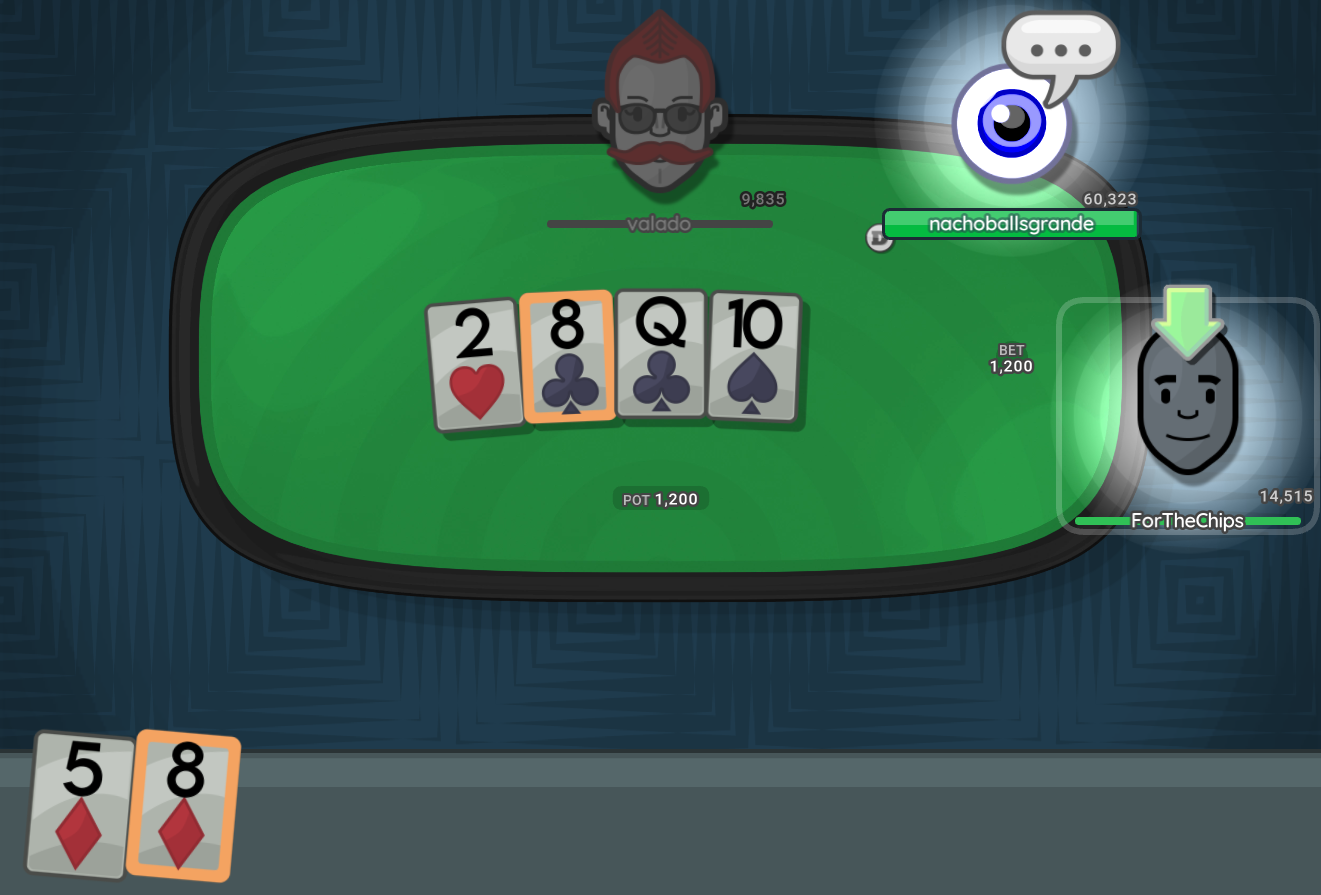 9,835
valado
60,323
nachoballsgrande
D
2 8 Q 10
BET
1,200
POT 1,200
14,515
ForTheChips
5 8